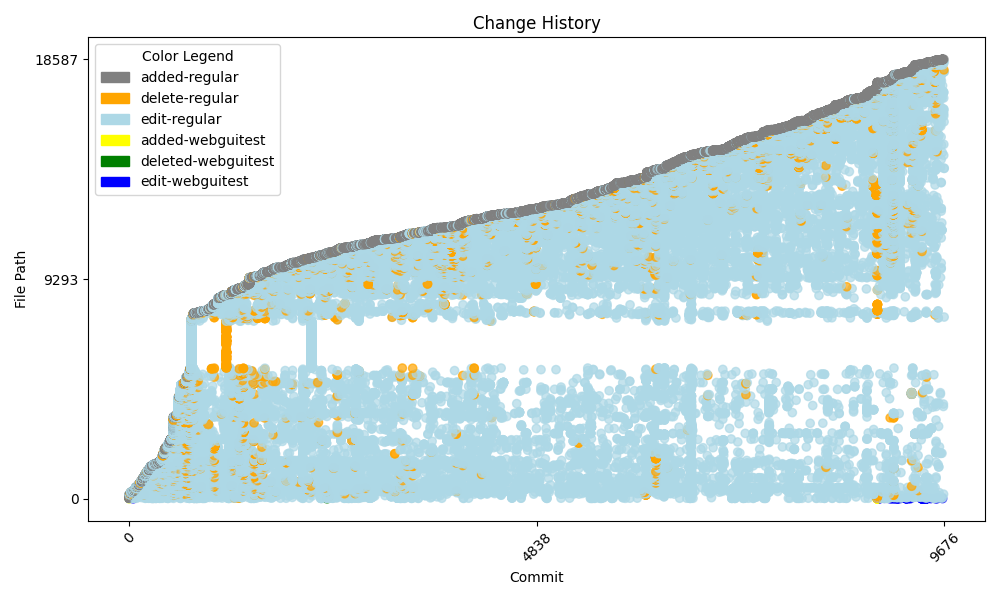 Change History
18587
9293
0
File Path
Color Legend
added-regular
delete-regular
edit-regular
added-webguitest
deleted-webguitest
edit-webguitest
0
4838
9676
Commit